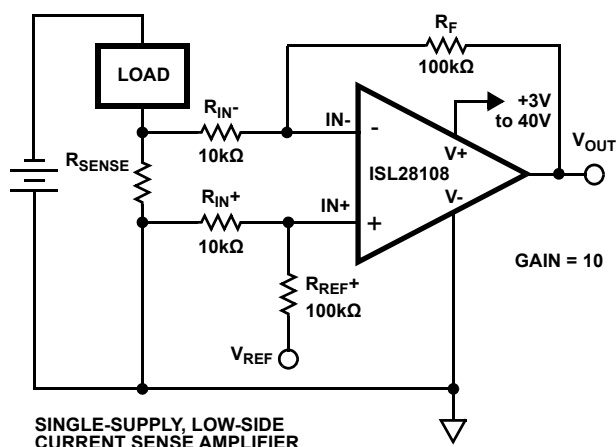 RF
100kΩ
LOAD
+3V
to 40V
RIN-
IN-
-
10kΩ
VOUT
V+
RSENSE
ISL28108
RIN+
IN+
V-
+
10kΩ
GAIN = 10
RREF+
100kΩ
VREF
SINGLE-SUPPLY, LOW-SIDE
CURRENT SENSE AMPLIFIER